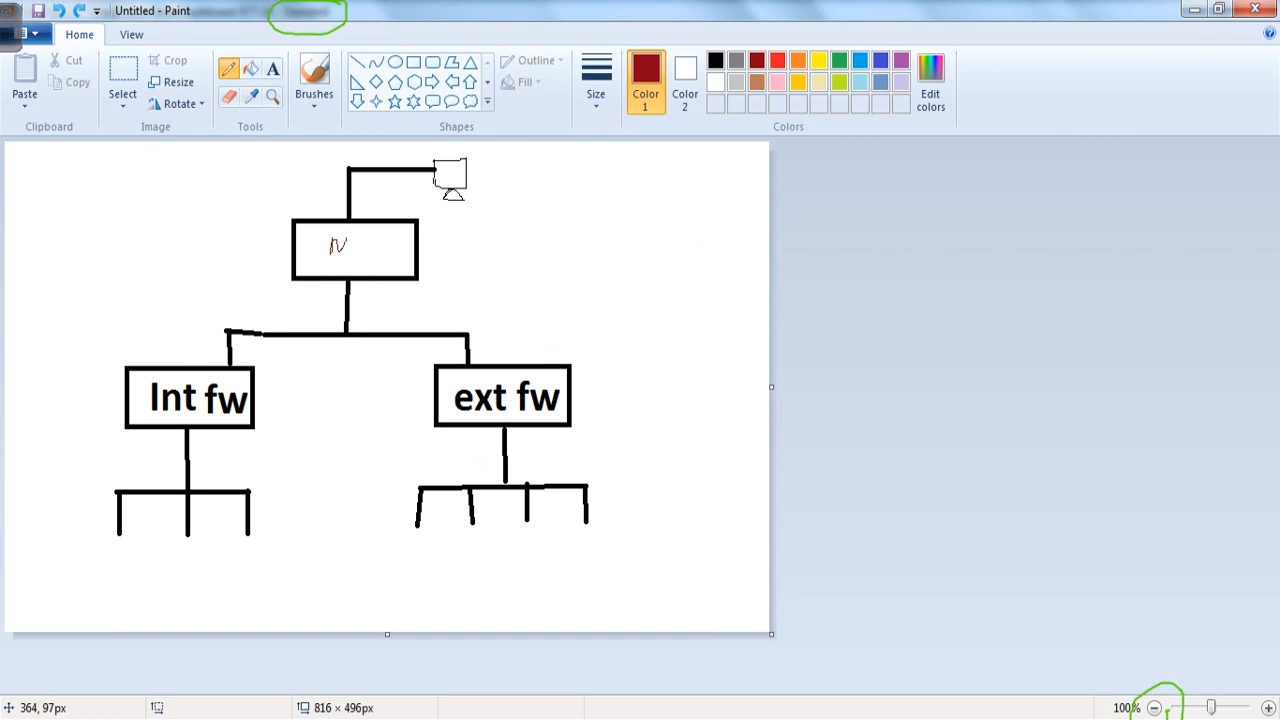 Untitled - Paint
Home View
Cut
Copy
Paste
Clipboard
Crop
Resize
Rotate
Select
Image
A
Tools
Brushes
Outline
Fill
Shapes
Size
Color 1
Color 2
Edit colors
Colors
N
Int fw
ext fw
364, 97px
816 × 496px
100%